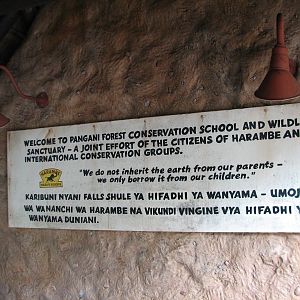 WELCOME TO PANGANI FOREST CONSERVATION SCHOOL AND
SANCTUARY – A JOINT EFFORT OF THE CITIZENS OF HARAMBE AND
INTERNATIONAL CONSERVATION GROUPS.
"We do not inherit the earth from our parents –
we only borrow it from our children."
HARAMBE
KARIBUNI NYANI FALLS SHULE YA HIFADHI YA WANYAMA – UMOJ
WA WANANCHI WA HARAMBE NA VIKUNDI VINGINE VYA HIFADHI
WANYAMA DUNIANI.